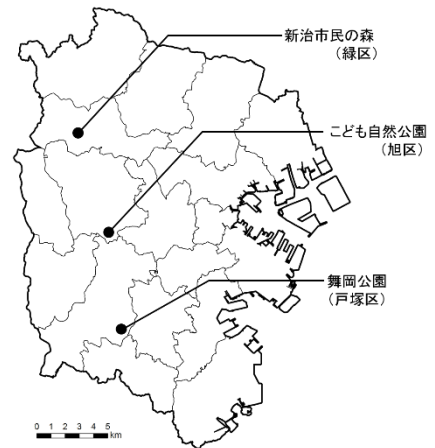 新治市民の森
(緑区)
こども自然公園
(旭区)
舞岡公園
(戸塚区)
0 1 2 3 4 5
km